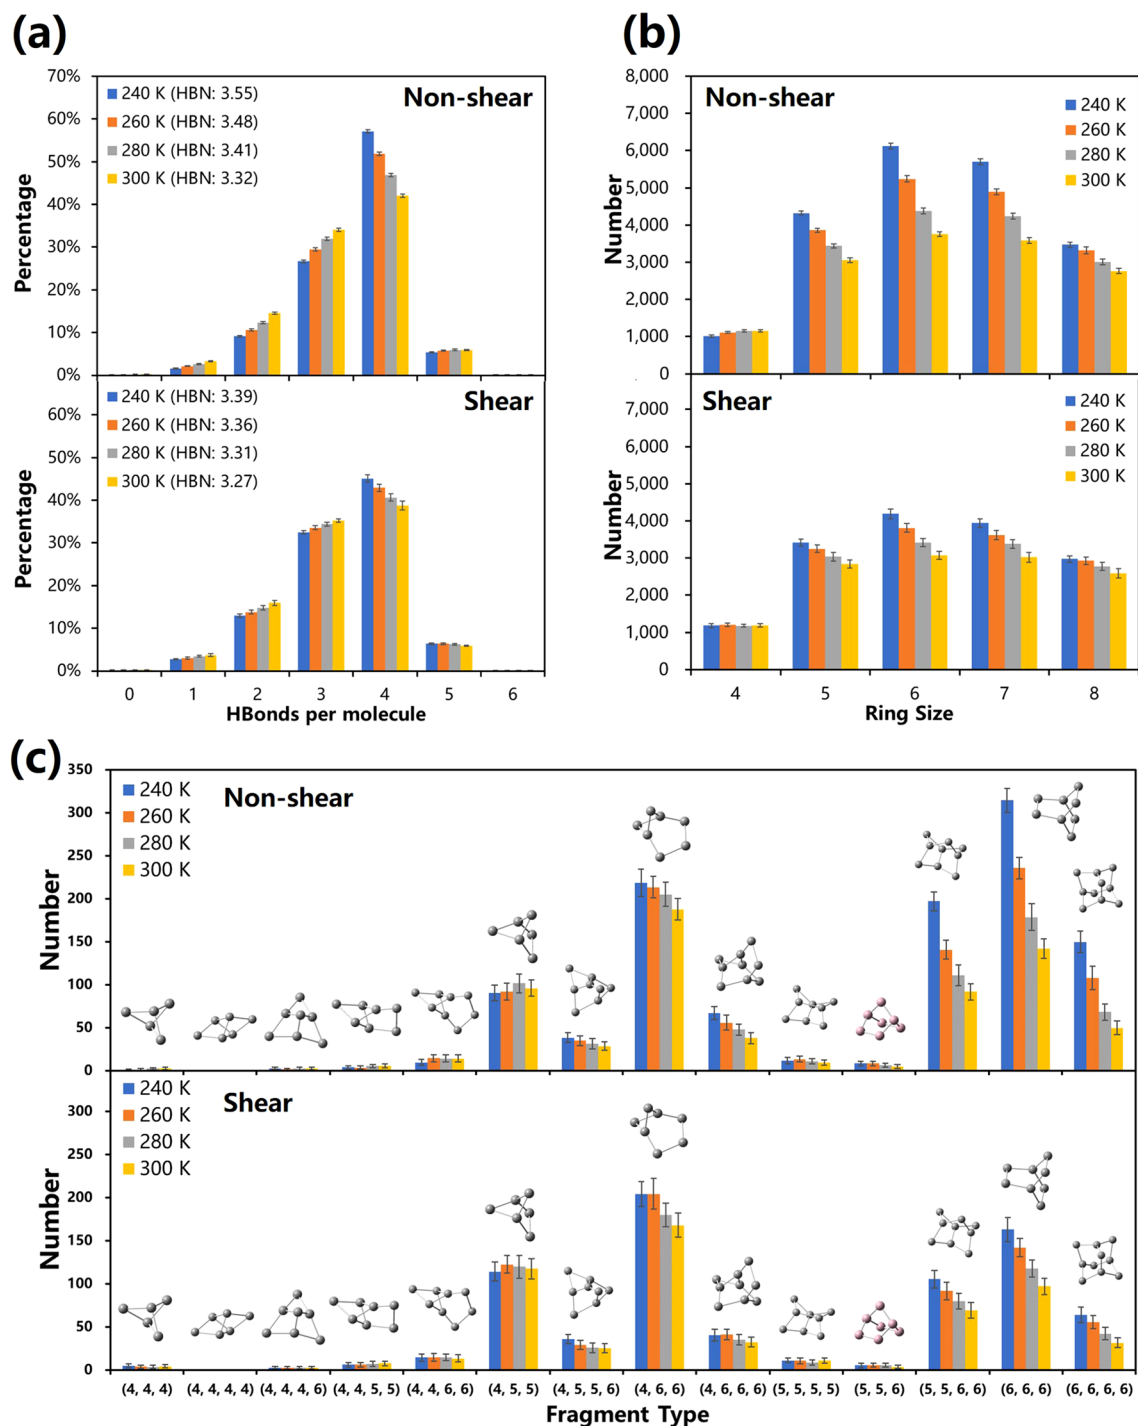 (a)
70%
60%
50%
40%
30%
20%
10%
0%
Percentage
240 K (HBN: 3.55)
260 K (HBN: 3.48)
280 K (HBN: 3.41)
300 K (HBN: 3.32)
Non-shear
60%
50%
40%
30%
20%
10%
0%
Percentage
240 K (HBN: 3.39)
260 K (HBN: 3.36)
280 K (HBN: 3.31)
300 K (HBN: 3.27)
Shear
0 1 2 3 4 5 6
HBonds per molecule
(b)
8,000
7,000
6,000
5,000
4,000
3,000
2,000
1,000
0
Number
Non-shear
240 K
260 K
280 K
300 K
7,000
6,000
5,000
4,000
3,000
2,000
1,000
0
Number
Shear
240 K
260 K
280 K
300 K
4 5 6 7 8
Ring Size
(c)
350
300
250
200
150
100
50
0
Number
240 K
260 K
280 K
300 K
Non-shear
300
250
200
150
100
50
0
Number
240 K
260 K
280 K
300 K
Shear
(4, 4, 4) (4, 4, 4, 4) (4, 4, 4, 6) (4, 4, 5, 5) (4, 4, 6, 6) (4, 5, 5) (4, 5, 5, 6) (4, 6, 6) (4, 6, 6, 6) (5, 5, 5, 5) (5, 5, 6) (5, 5, 6, 6) (6, 6, 6) (6, 6, 6, 6)
Fragment Type